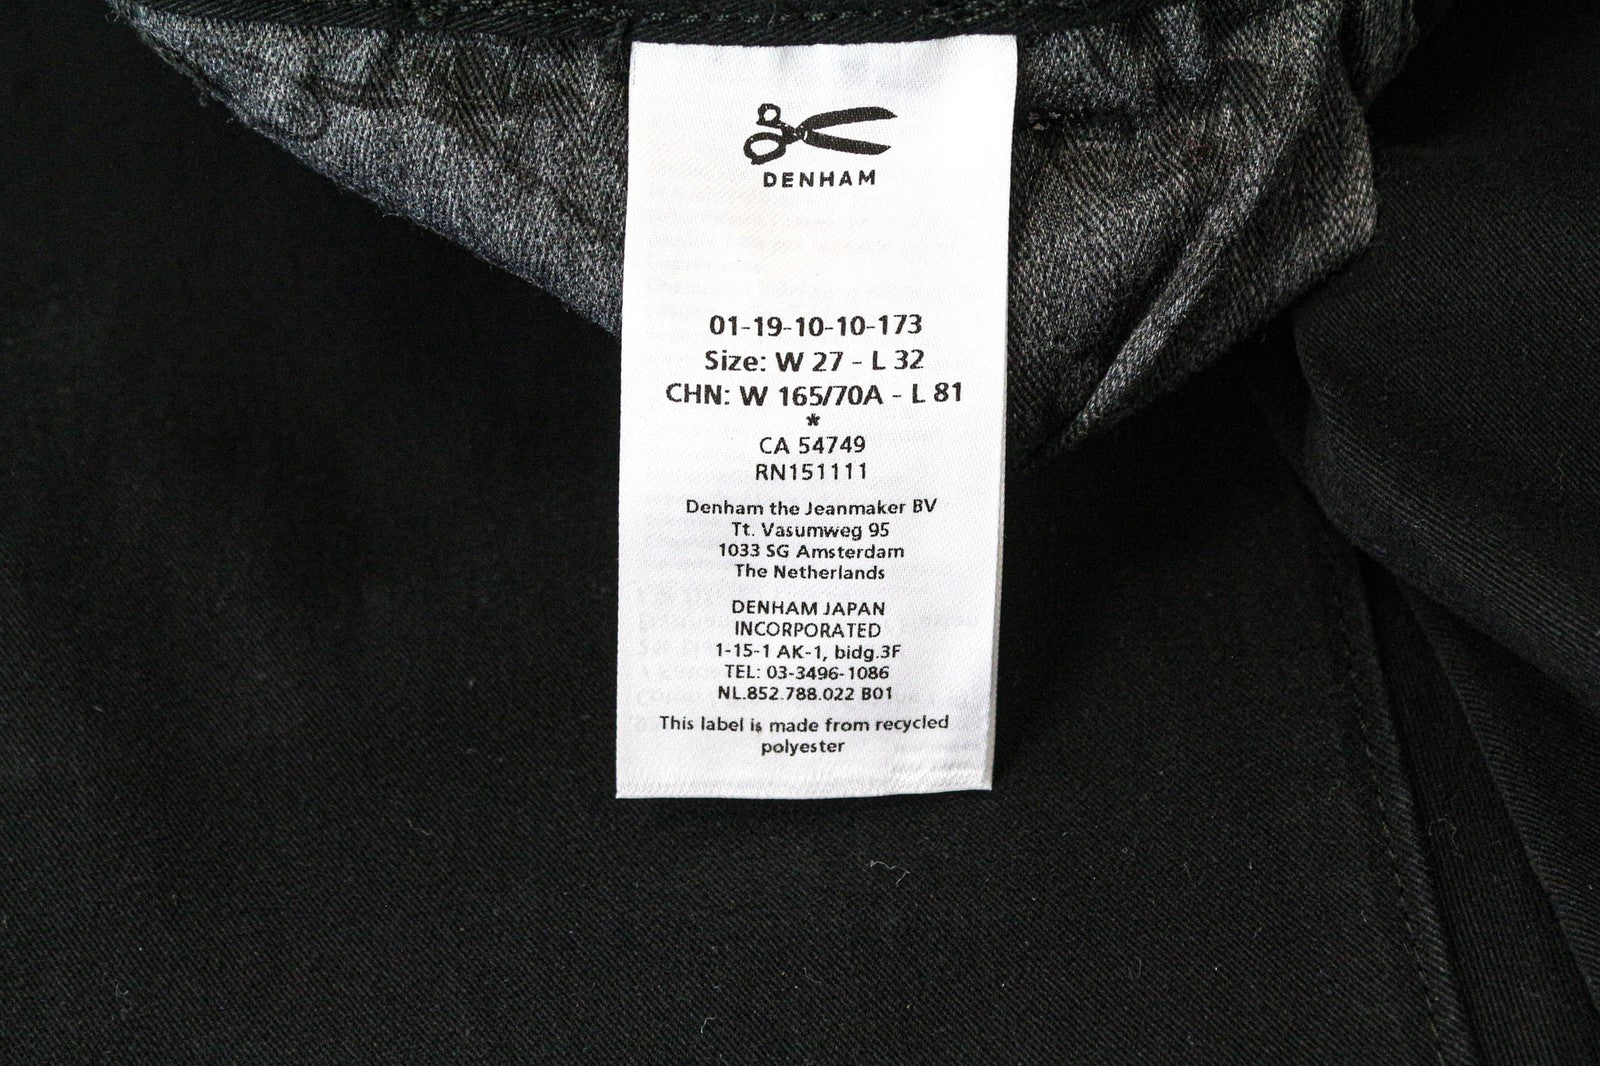 DENHAM
01-19-10-10-173
Size: W 27 - L 32
CHN: W 165/70A - L 81
*
CA 54749
RN151111
Denham the Jeanmaker BV
Tt. Vasumweg 95
1033 SG Amsterdam
The Netherlands
DENHAM JAPAN
INCORPORATED
1-15-1 AK-1, bidg.3F
TEL: 03-3496-1086
NL.852.788.022 B01
This label is made from recycled
polyester